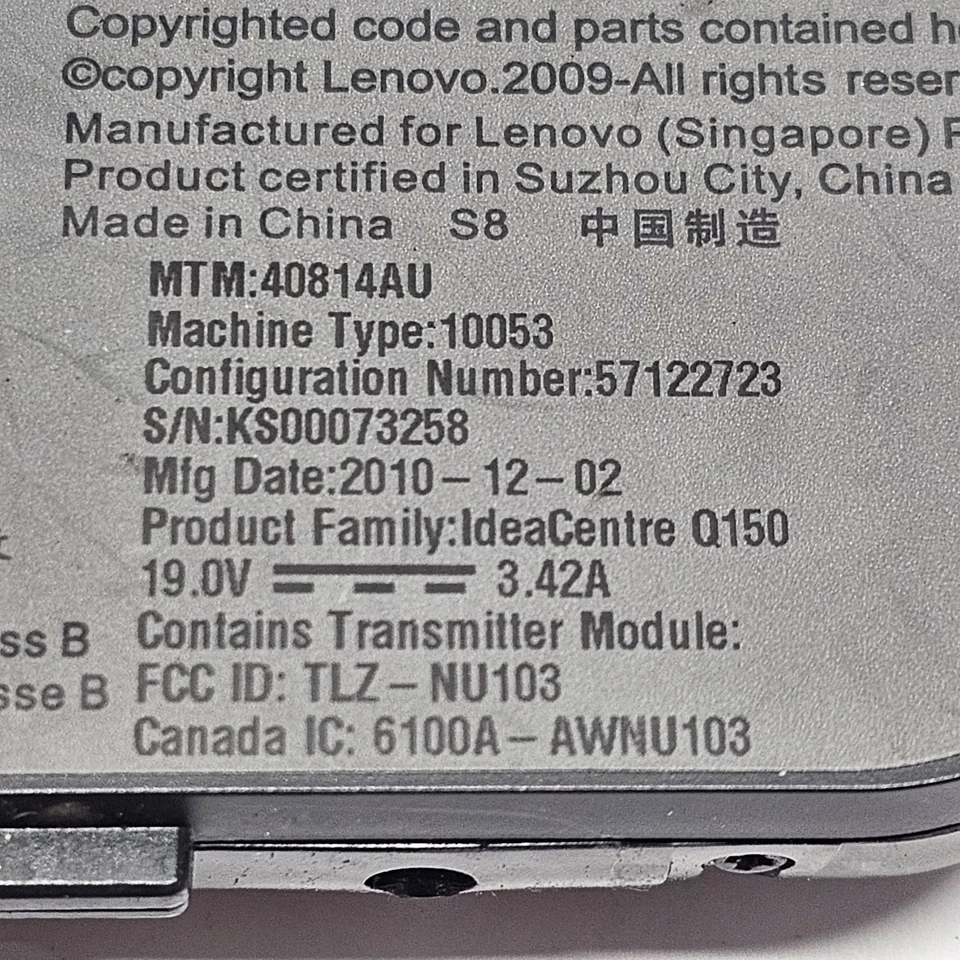 Copyrighted code and parts contained
©copyright Lenovo.2009-All rights
Manufactured for Lenovo (Singapore)
Product certified in Suzhou City, China
Made in China S8 中国制造
MTM:40814AU
Machine Type:10053
Configuration Number:57122723
S/N:KS00073258
Mfg Date:2010-12-02
Product Family:IdeaCentre Q150
19.0V 3.42A
B Contains Transmitter Module:
B FCC ID: TLZ-NU103
Canada IC: 6100A-AWNU103